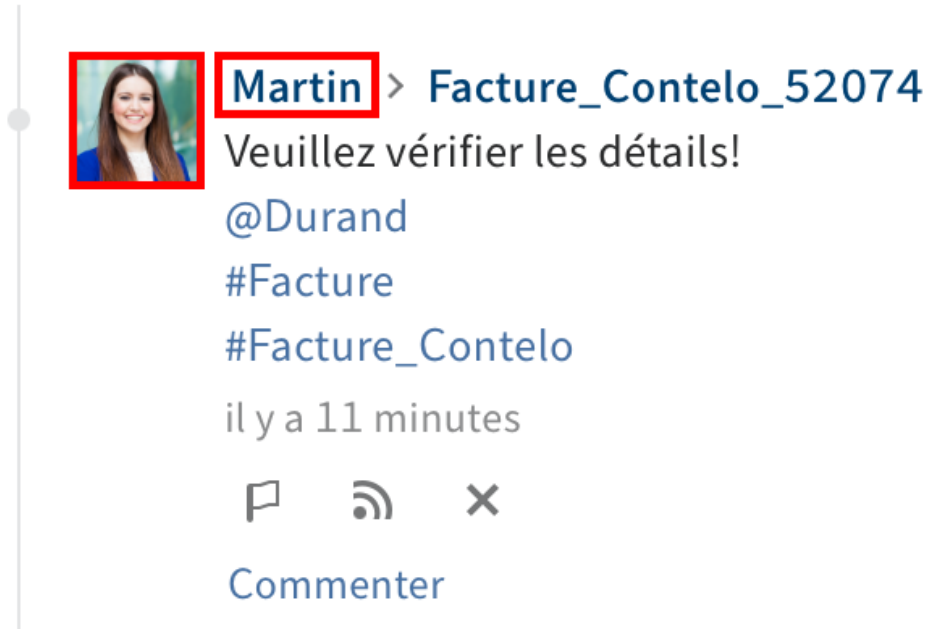 Martin > Facture_Contelo_52074
Veuillez vérifier les détails!
@Durand
#Facture
#Facture_Contelo
il y a 11 minutes
Commenter